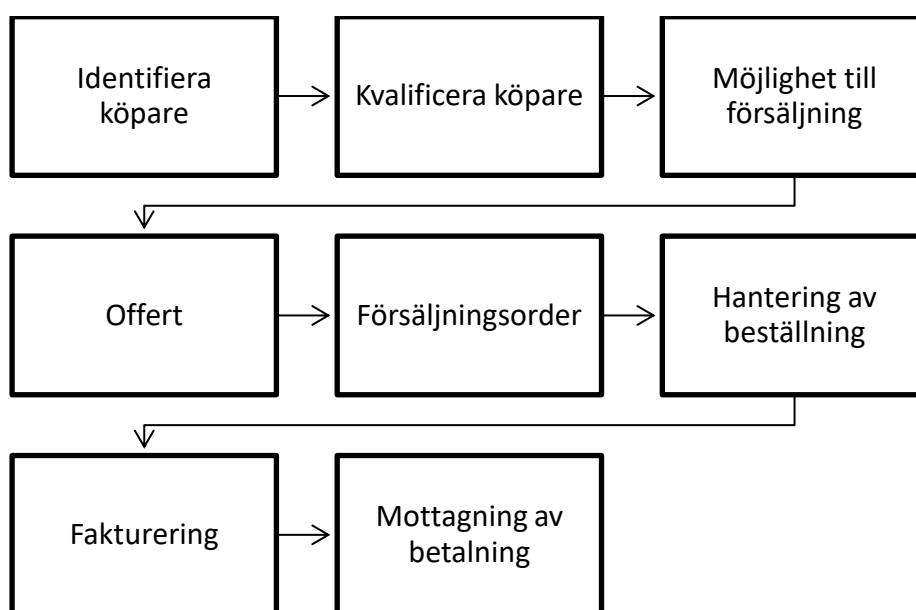 Identifiera
köpare
Kvalificera köpare
Möjlighet till
försäljning
Offert
Försäljningsorder
Hantering av
beställning
Fakturering
Mottagning av
betalning